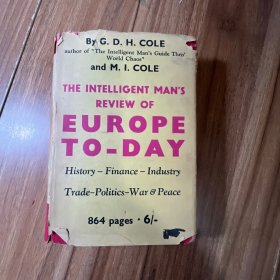 By G. D. H. COLE
author of "The Intelligent Man's Guide Thro'
World Chaos"
and M. I. COLE
THE INTELLIGENT MAN'S
REVIEW OF
EUROPE
TO-DAY
History – Finance – Industry
Trade–Politics–War & Peace
864 pages · 6/-